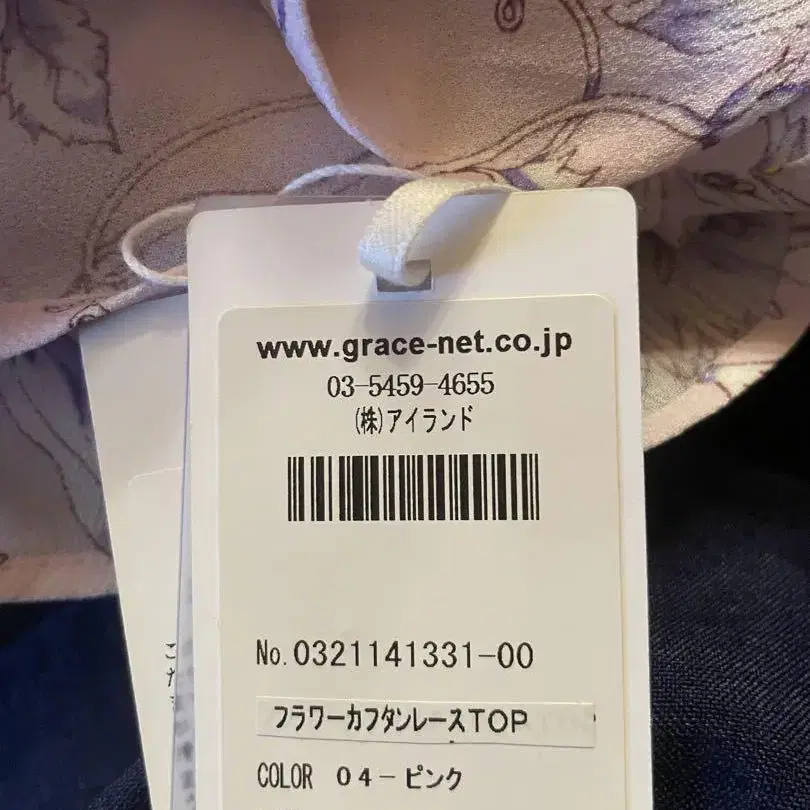 www.grace-net.co.jp
03-5459-4655
(株)アイランド
No.0321141331-00
フラワーカフタンレースTOP
COLOR 04-ピンク